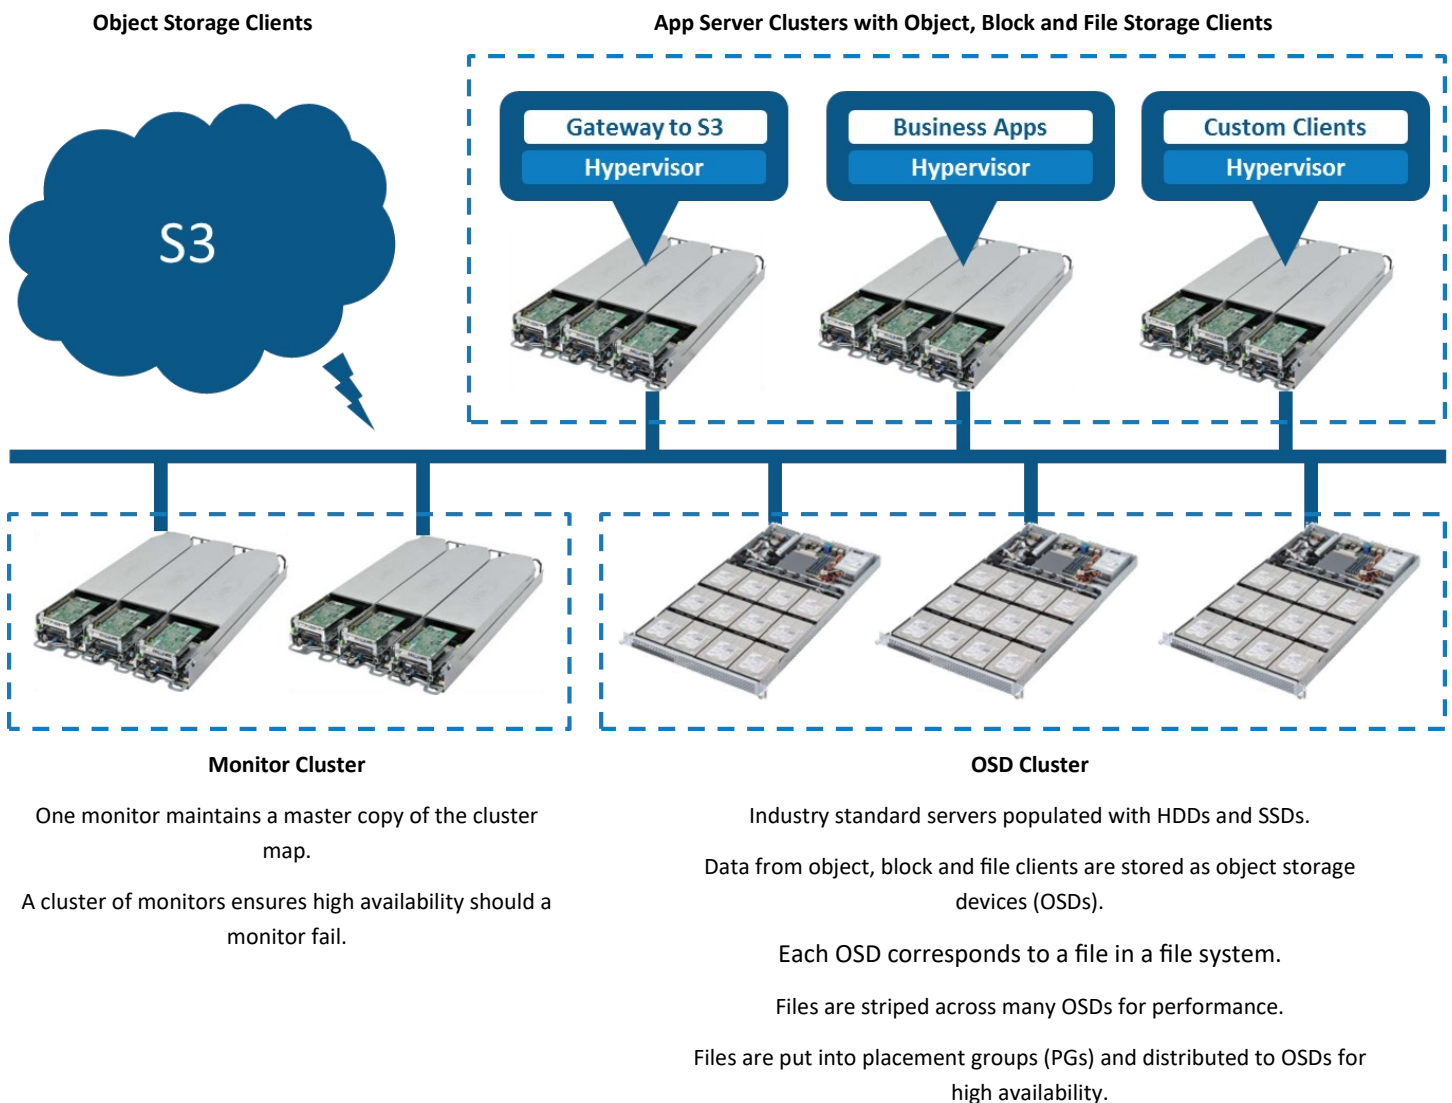 Object Storage Clients
App Server Clusters with Object, Block and File Storage Clients
S3
Gateway to S3
Hypervisor
Business Apps
Hypervisor
Custom Clients
Hypervisor
Monitor Cluster
One monitor maintains a master copy of the cluster
map.
A cluster of monitors ensures high availability should a
monitor fail.
OSD Cluster
Industry standard servers populated with HDDs and SSDs.
Data from object, block and file clients are stored as object storage
devices (OSDs).
Each OSD corresponds to a file in a file system.
Files are striped across many OSDs for performance.
Files are put into placement groups (PGs) and distributed to OSDs for
high availability.